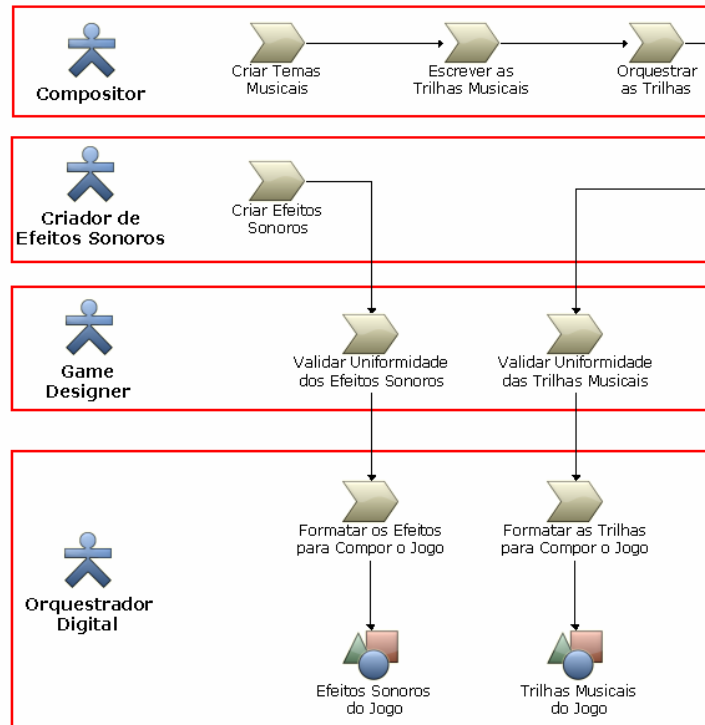 Compositor
Criar Temas
Musicais
Escrever as
Trilhas Musicais
Orquestrar
as Trilhas
Criador de
Efeitos Sonoros
Criar Efeitos
Sonoros
Game
Designer
Validar Uniformidade
dos Efeitos Sonoros
Validar Uniformidade
das Trilhas Musicais
Orquestrador
Digital
Formatar os Efeitos
para Compor o Jogo
Formatar as Trilhas
para Compor o Jogo
Efeitos Sonoros
do Jogo
Trilhas Musicais
do Jogo